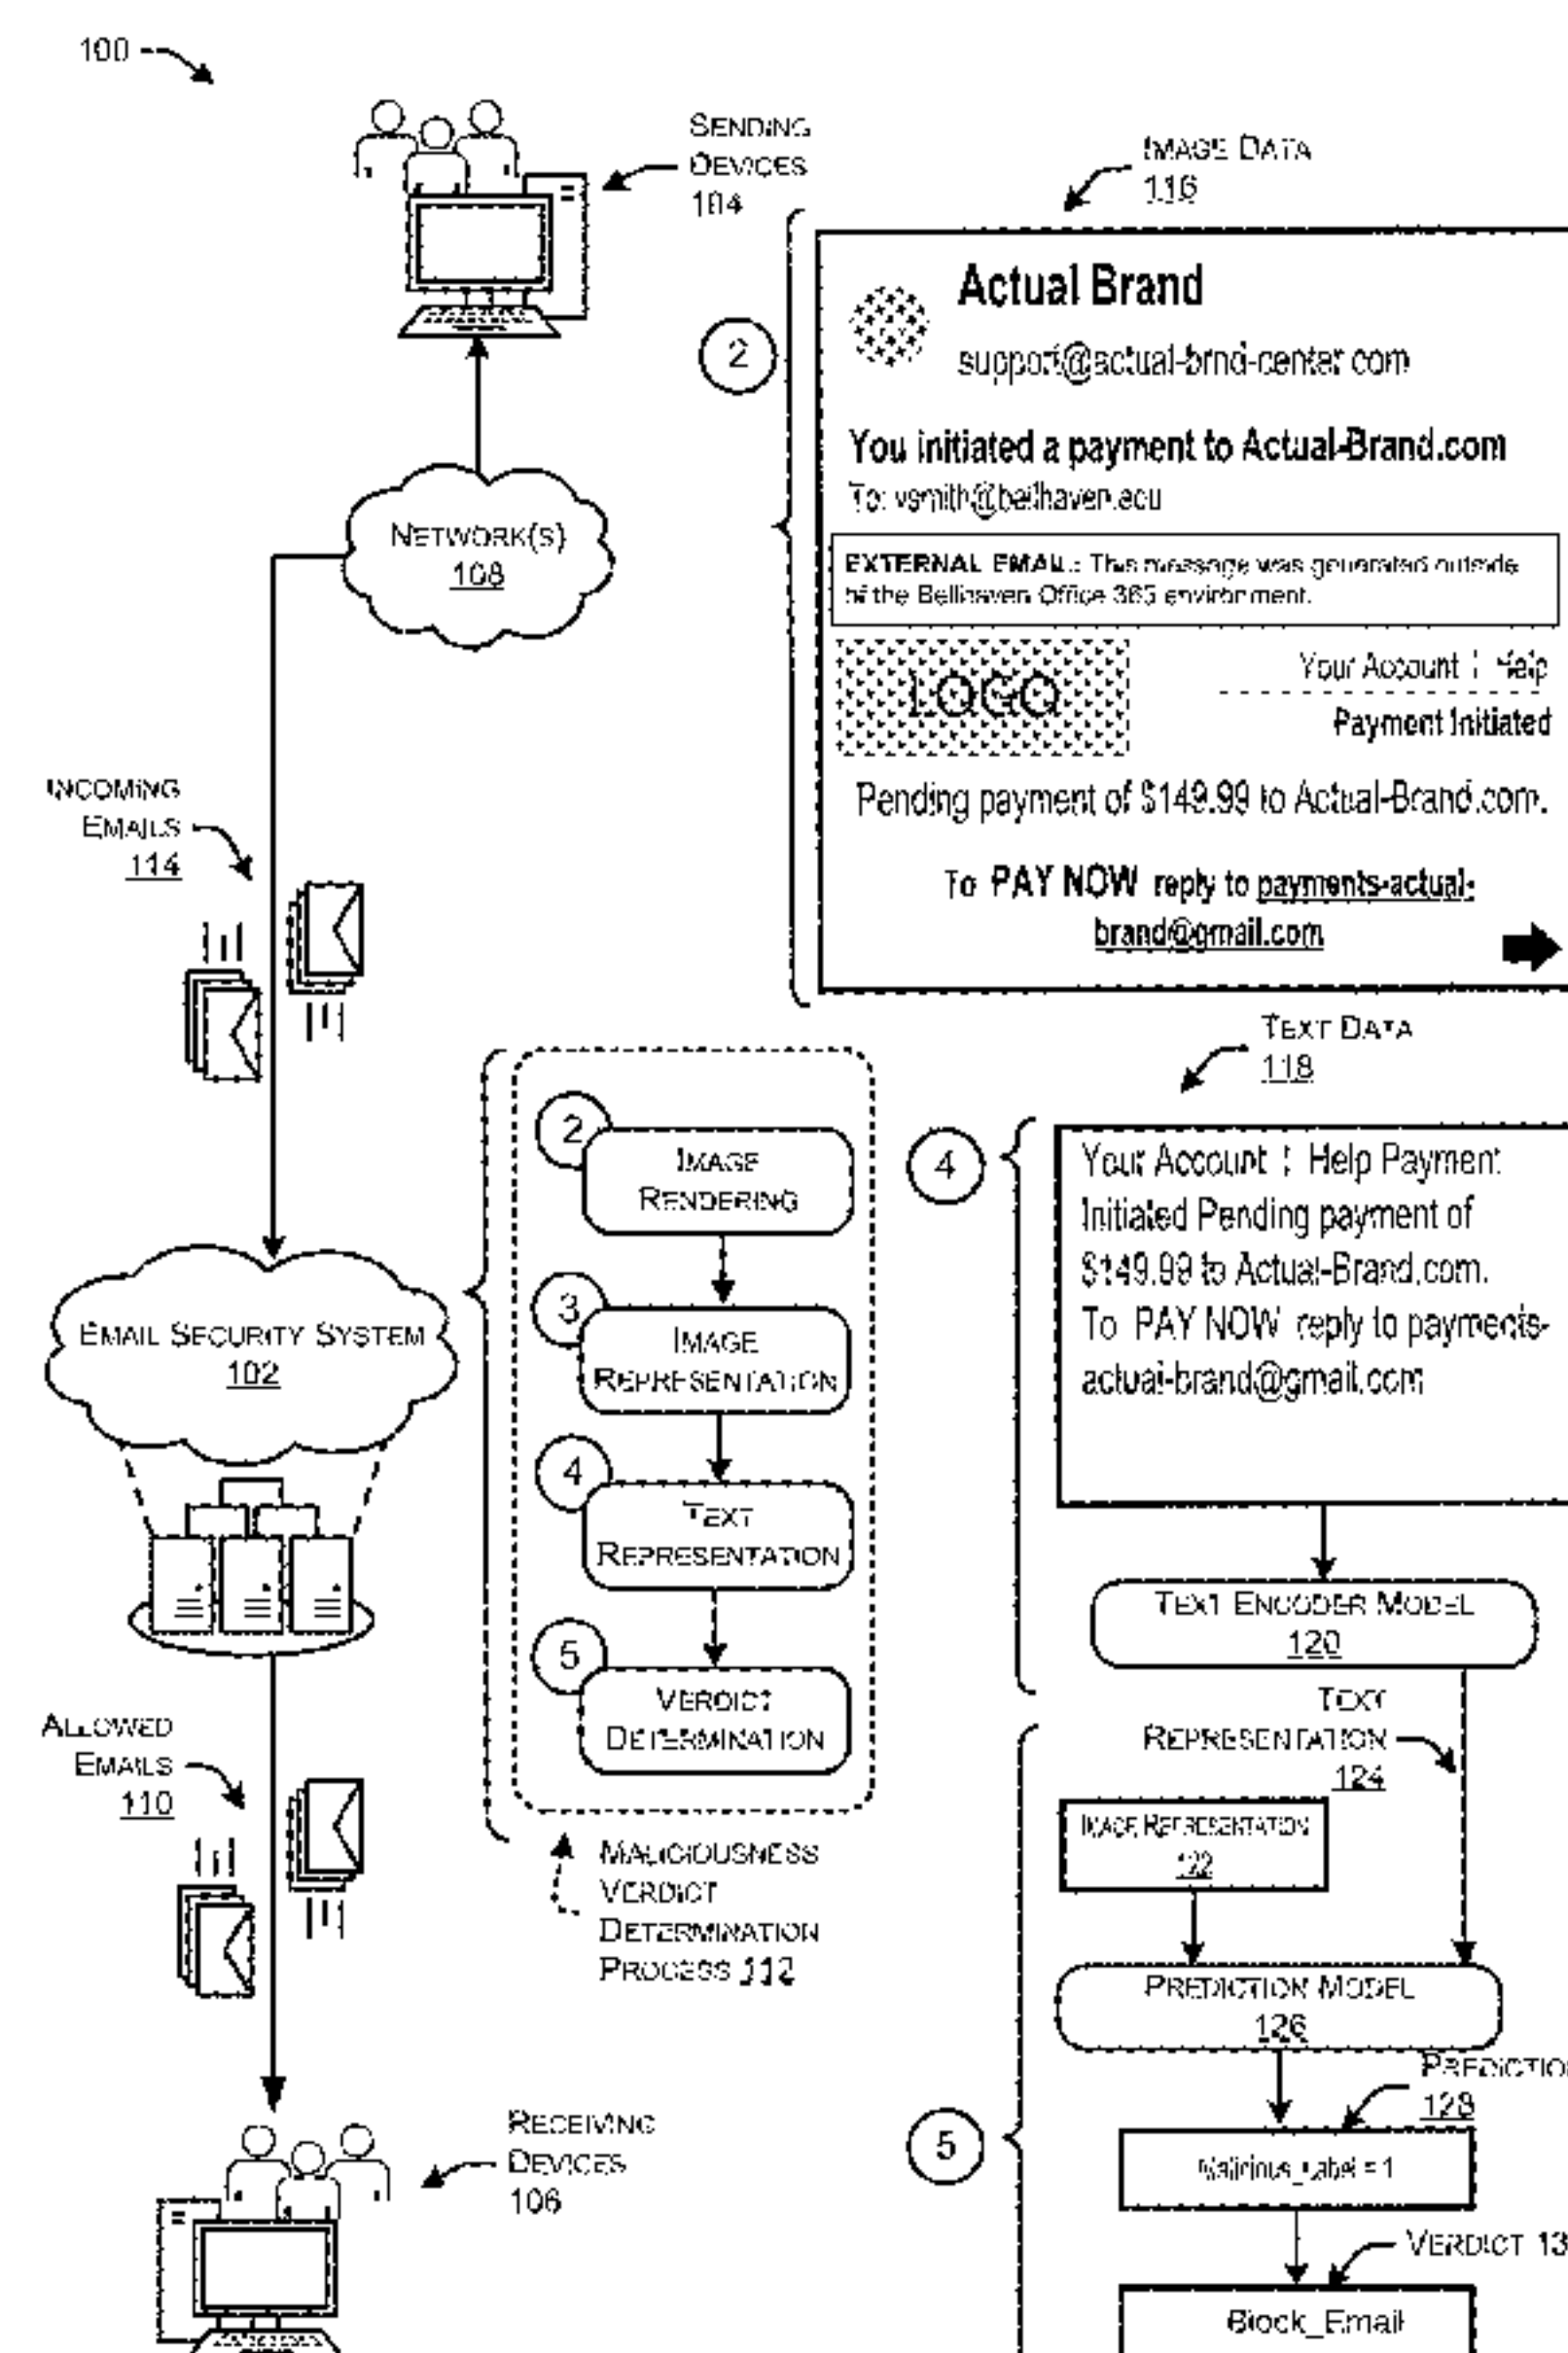 100
SENDING
DEVICES
104
IMAGE DATA
116
2
Actual Brand
support@actual-brnd-center.com
You initiated a payment to Actual-Brand.com
To: vsmith@bellhaven.edu
EXTERNAL EMAIL: This message was generated outside
of the Bellhaven Office 365 environment.
LOGO
Your Account | Help
Payment Initiated
Pending payment of $149.99 to Actual-Brand.com.
To PAY NOW reply to payments-actual-
brand@gmail.com
NETWORK(S)
108
INCOMING
EMAILS
114
TEXT DATA
118
4
Your Account | Help Payment
Initiated Pending payment of
$149.99 to Actual-Brand.com.
To PAY NOW reply to payments-
actual-brand@gmail.com
2
IMAGE
RENDERING
3
IMAGE
REPRESENTATION
4
TEXT
REPRESENTATION
5
VERDICT
DETERMINATION
EMAIL SECURITY SYSTEM
102
TEXT ENCODER MODEL
120
TEXT
REPRESENTATION
124
ALLOWED
EMAILS
110
MALICIOUSNESS
VERDICT
DETERMINATION
PROCESS 112
IMAGE REPRESENTATION
122
PREDICTION MODEL
126
PREDICTIO
128
5
Malicious_Label = 1
VERDICT 13
Block_Email
RECEIVING
DEVICES
106